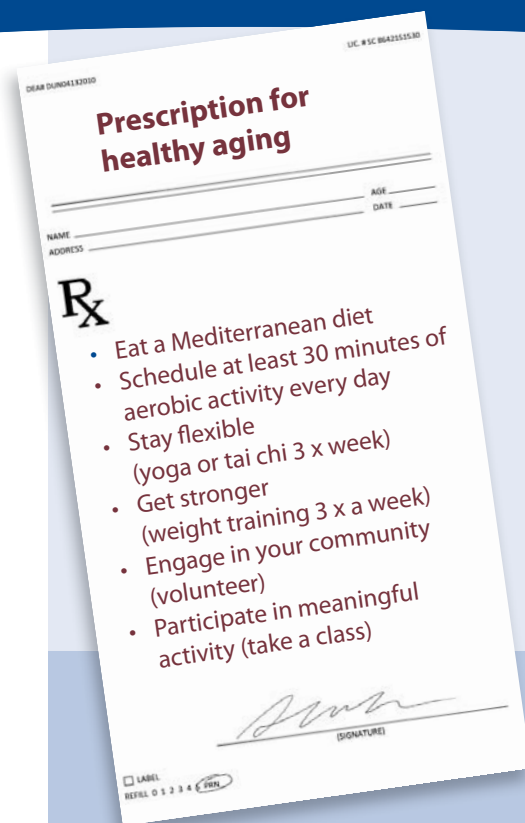 DEA# DUN04132010
LIC. # SC B642151530
Prescription for
healthy aging
NAME AGE
ADDRESS DATE
Rx
• Eat a Mediterranean diet
• Schedule at least 30 minutes of
aerobic activity every day
• Stay flexible
(yoga or tai chi 3 x week)
• Get stronger
(weight training 3 x a week)
• Engage in your community
(volunteer)
• Participate in meaningful
activity (take a class)
(SIGNATURE)
LABEL
REFILL 0 1 2 3 4 5 PRN